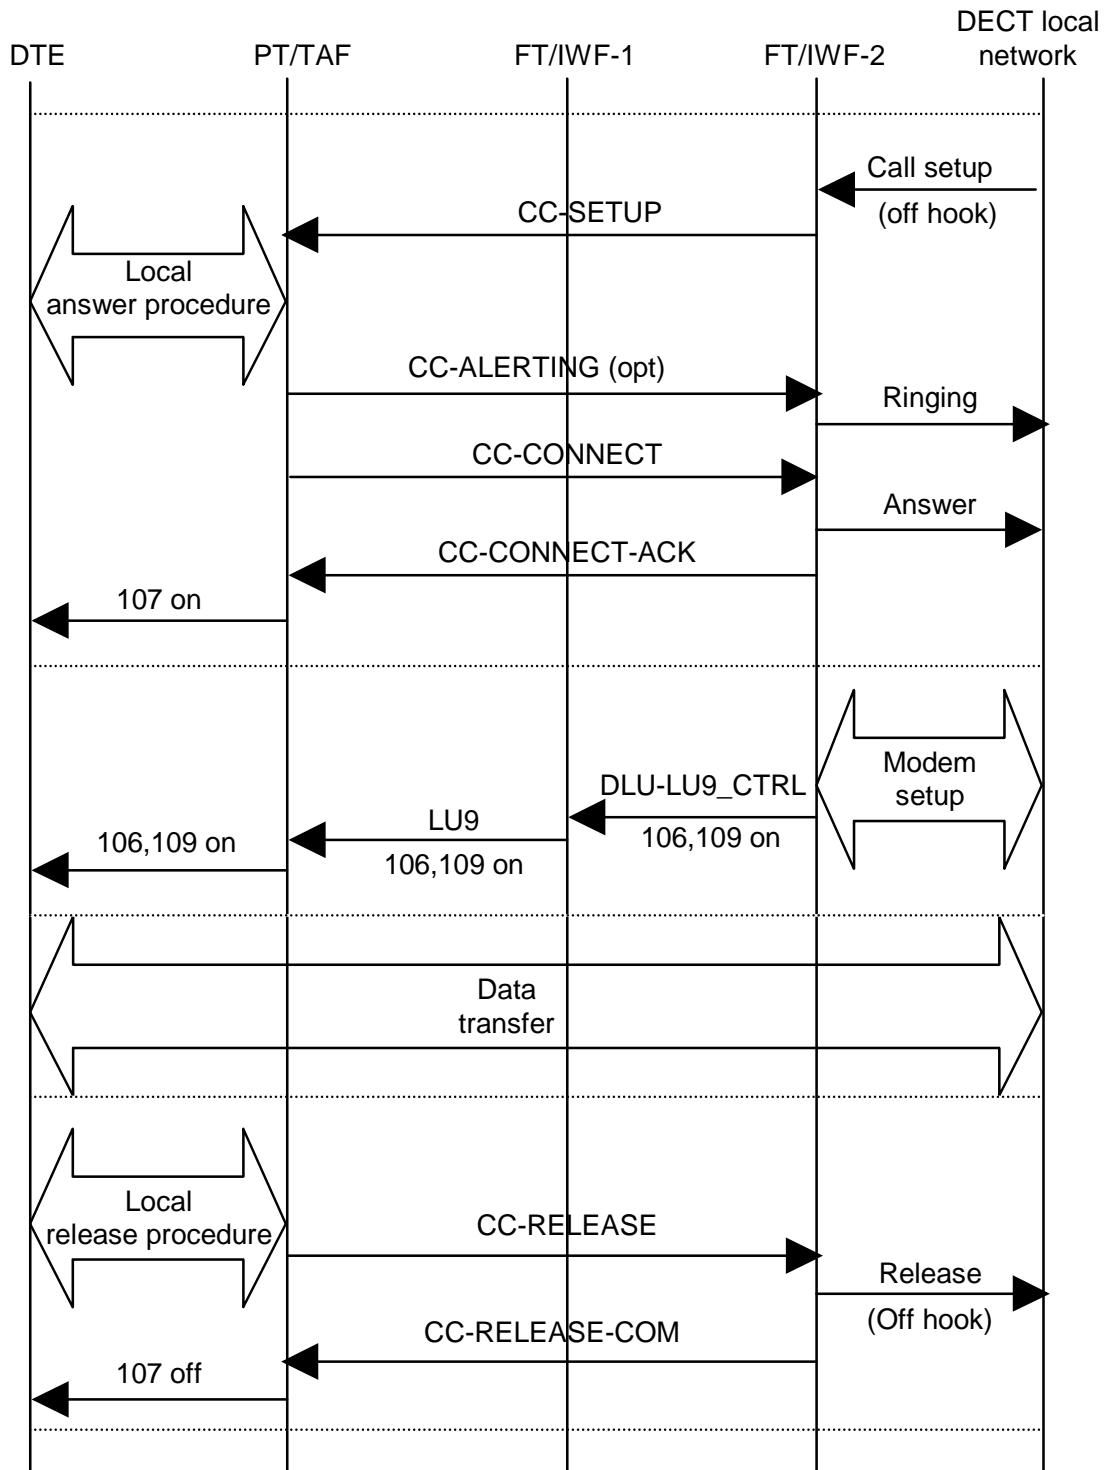 DECT local
network
DTE
PT/TAF
FT/IWF-1
FT/IWF-2
Call setup
(off hook)
CC-SETUP
Local
answer procedure
CC-ALERTING (opt)
Ringing
CC-CONNECT
Answer
CC-CONNECT-ACK
107 on
Modem
setup
DLU-LU9_CTRL
106,109 on
LU9
106,109 on
106,109 on
Data
transfer
Local
release procedure
CC-RELEASE
Release
(Off hook)
CC-RELEASE-COM
107 off